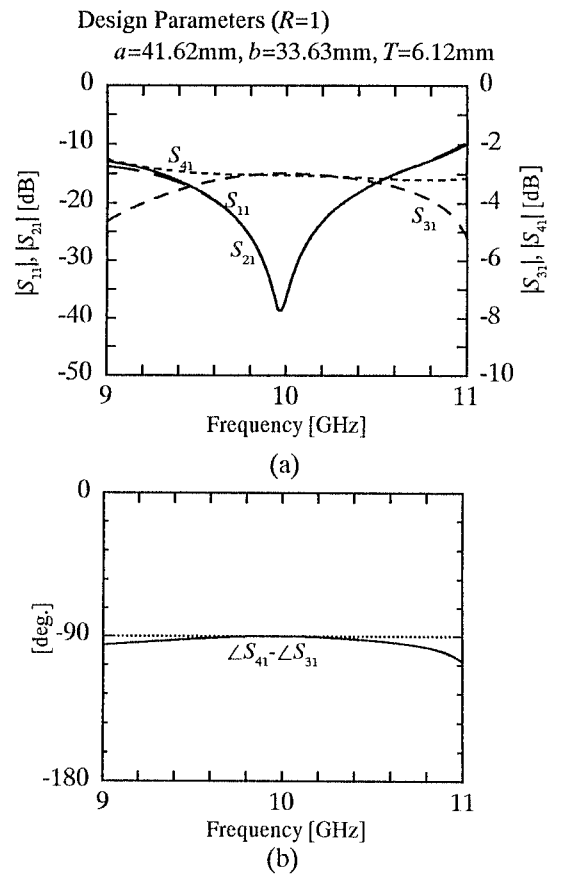 Design Parameters (R=1)
a=41.62mm, b=33.63mm, T=6.12mm
0 0
-10 -2
-20 -4
-30 -6
-40 -8
-50 -10
|S11|, |S21| [dB]
|S31|, |S41| [dB]
S41
S11
S31
S21
9 10 11
Frequency [GHz]
(a)
0
-90
-180
[deg.]
∠S41-∠S31
9 10 11
Frequency [GHz]
(b)